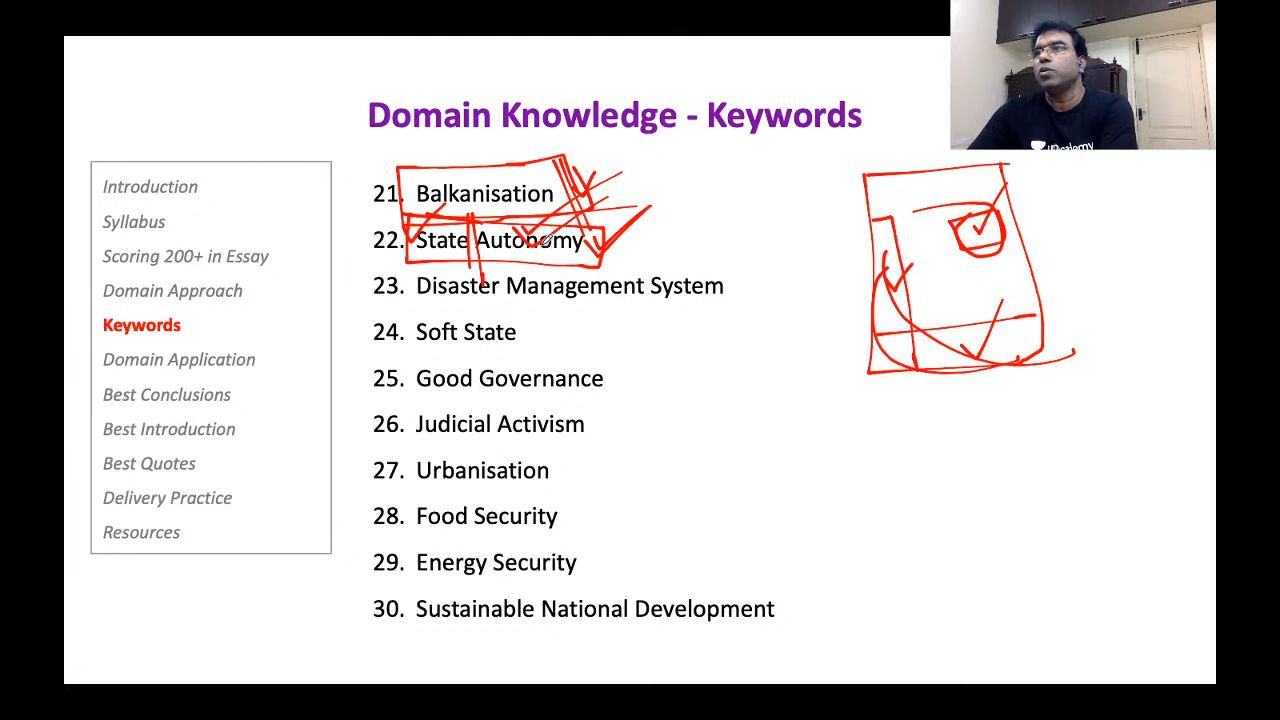 Domain Knowledge - Keywords
Introduction
Syllabus
Scoring 200+ in Essay
Domain Approach
Keywords
Domain Application
Best Conclusions
Best Introduction
Best Quotes
Delivery Practice
Resources
21. Balkanisation
22. State Autonomy
23. Disaster Management System
24. Soft State
25. Good Governance
26. Judicial Activism
27. Urbanisation
28. Food Security
29. Energy Security
30. Sustainable National Development